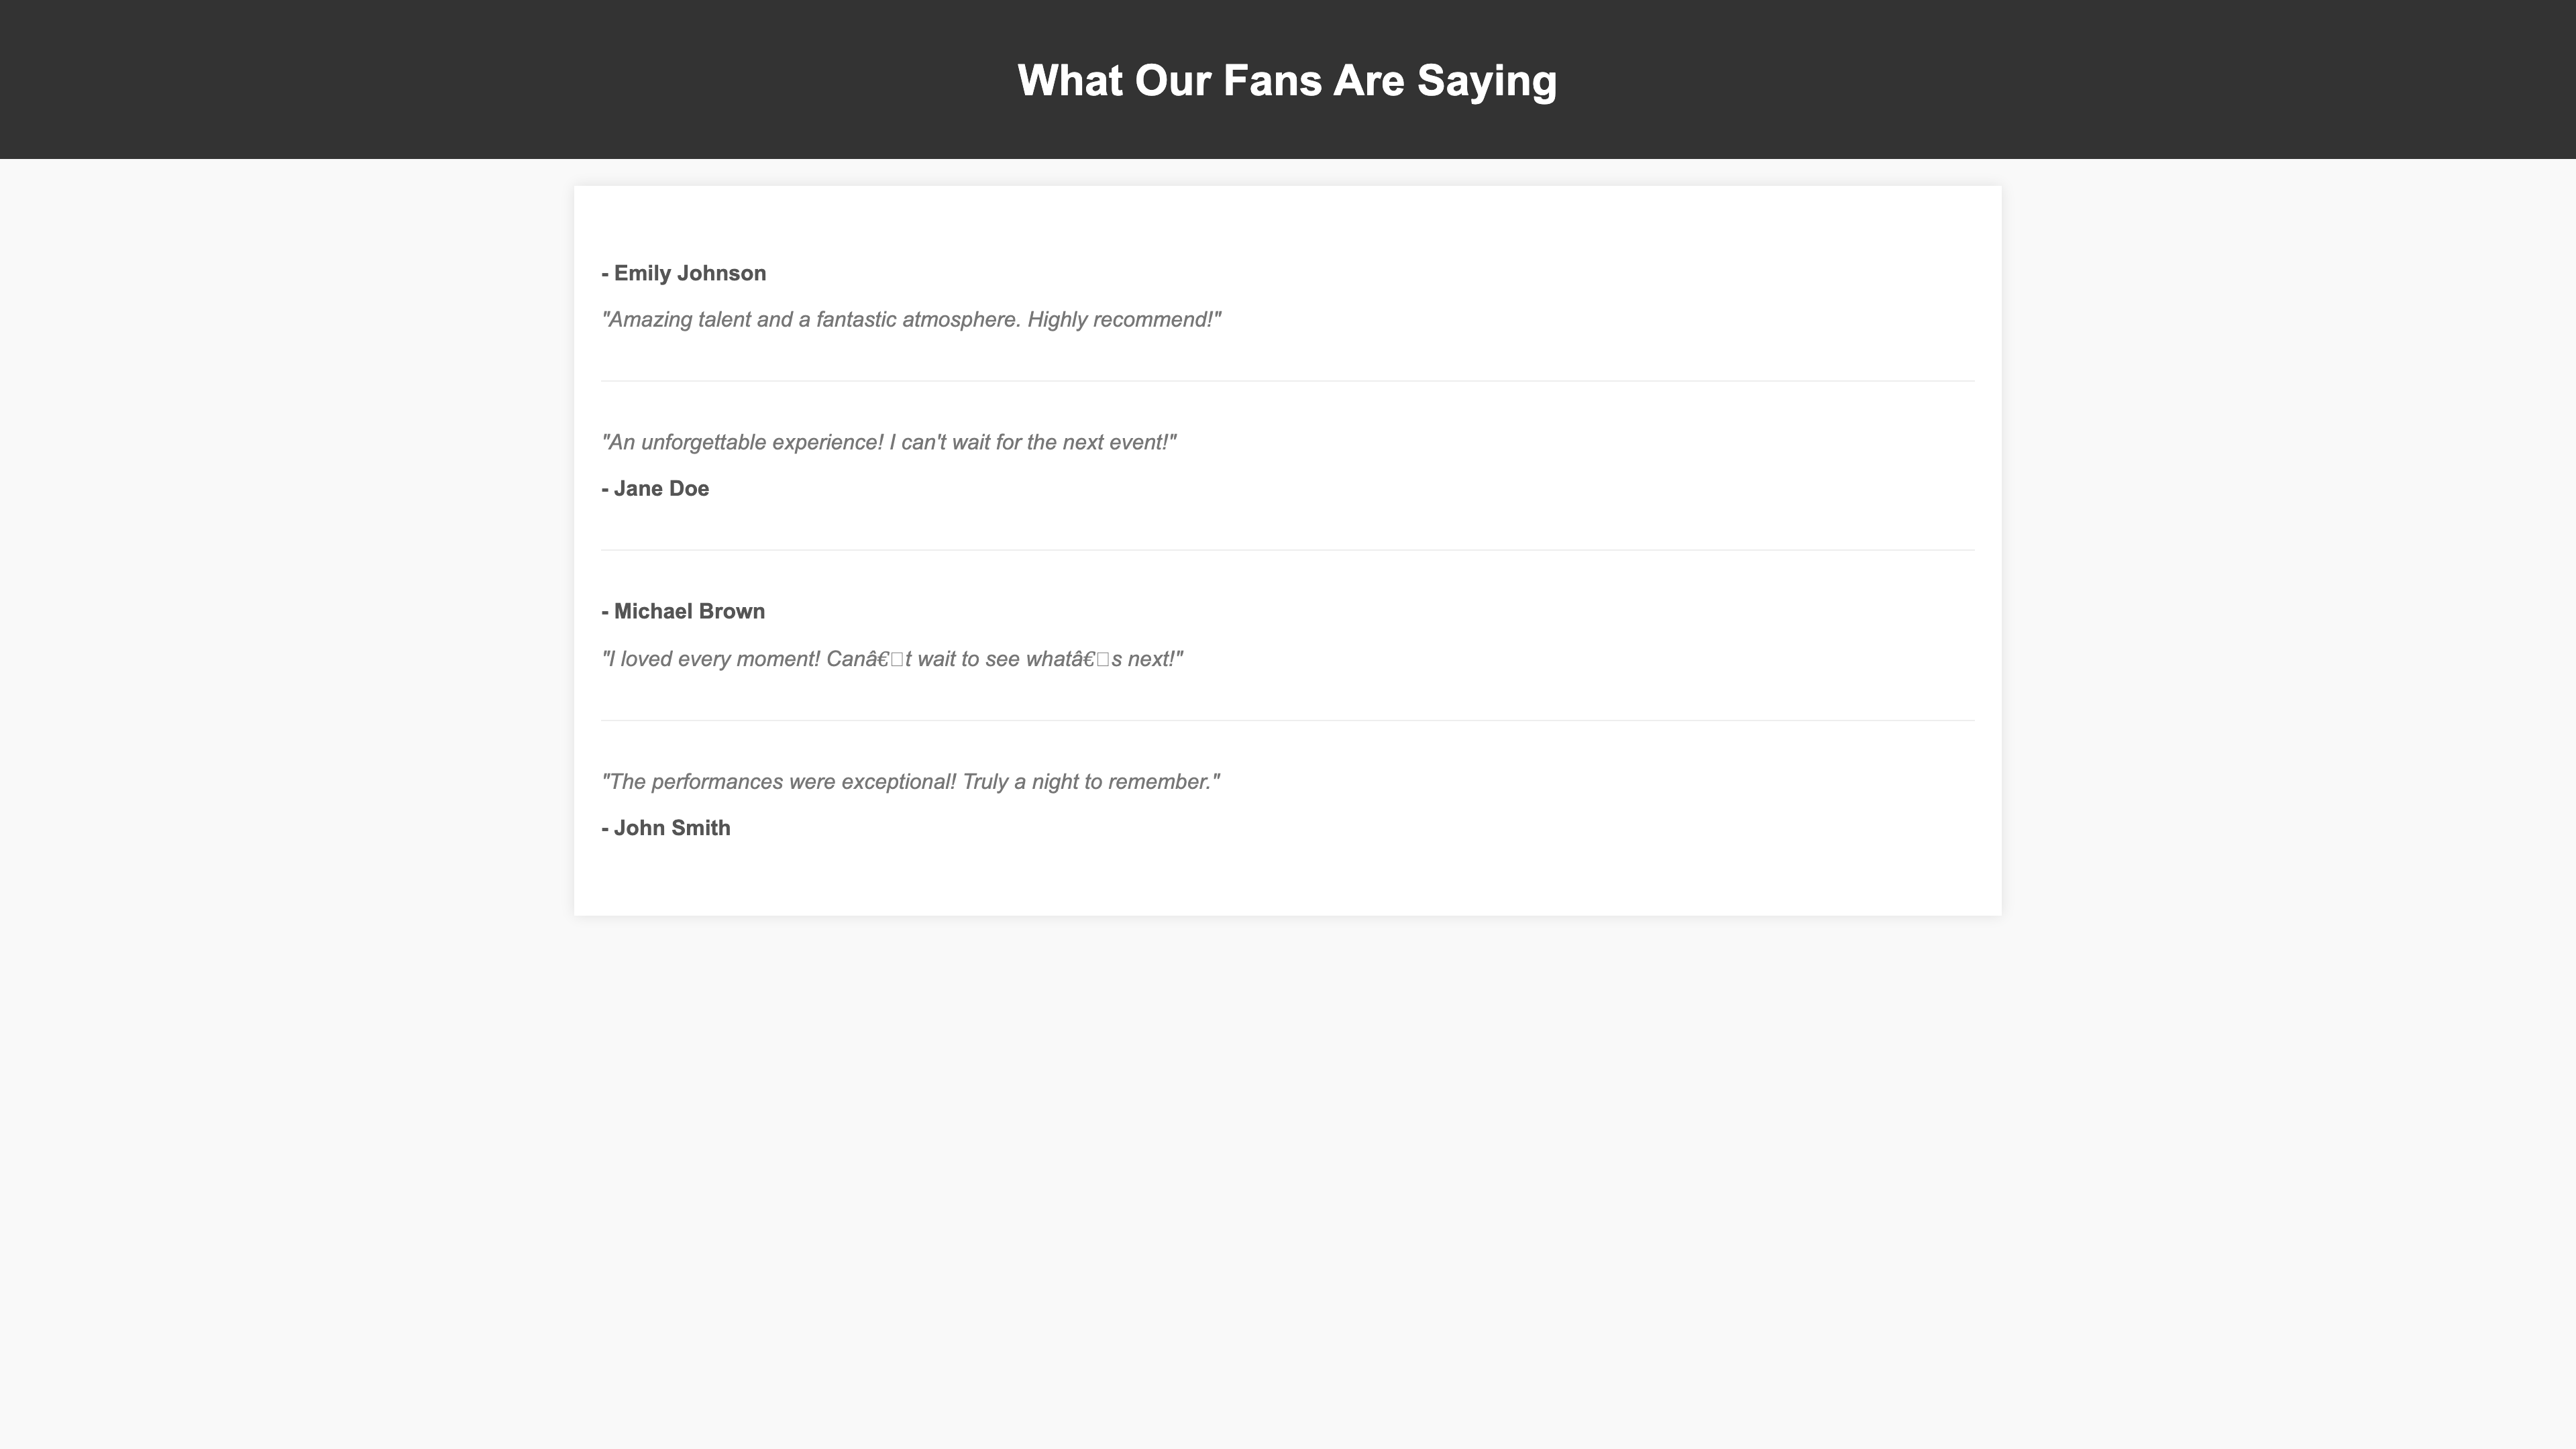 What Our Fans Are Saying
- Emily Johnson
"Amazing talent and a fantastic atmosphere. Highly recommend!"
"An unforgettable experience! I can't wait for the next event!"
- Jane Doe
- Michael Brown
"I loved every moment! Canâ€□t wait to see whatâ€□s next!"
"The performances were exceptional! Truly a night to remember."
- John Smith